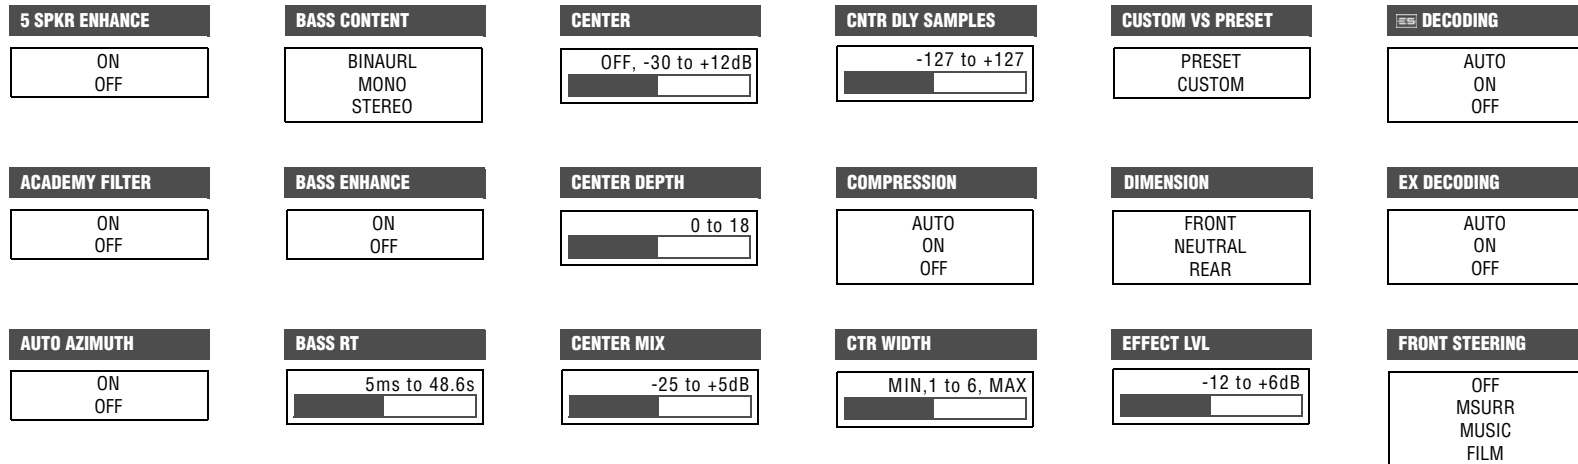 5 SPKR ENHANCE
ON
OFF
BASS CONTENT
BINAURL
MONO
STEREO
CENTER
OFF, -30 to +12dB
CNTR DLY SAMPLES
-127 to +127
CUSTOM VS PRESET
PRESET
CUSTOM
ES DECODING
AUTO
ON
OFF
ACADEMY FILTER
ON
OFF
BASS ENHANCE
ON
OFF
CENTER DEPTH
0 to 18
COMPRESSION
AUTO
ON
OFF
DIMENSION
FRONT
NEUTRAL
REAR
EX DECODING
AUTO
ON
OFF
AUTO AZIMUTH
ON
OFF
BASS RT
5ms to 48.6s
CENTER MIX
-25 to +5dB
CTR WIDTH
MIN,1 to 6, MAX
EFFECT LVL
-12 to +6dB
FRONT STEERING
OFF
MSURR
MUSIC
FILM